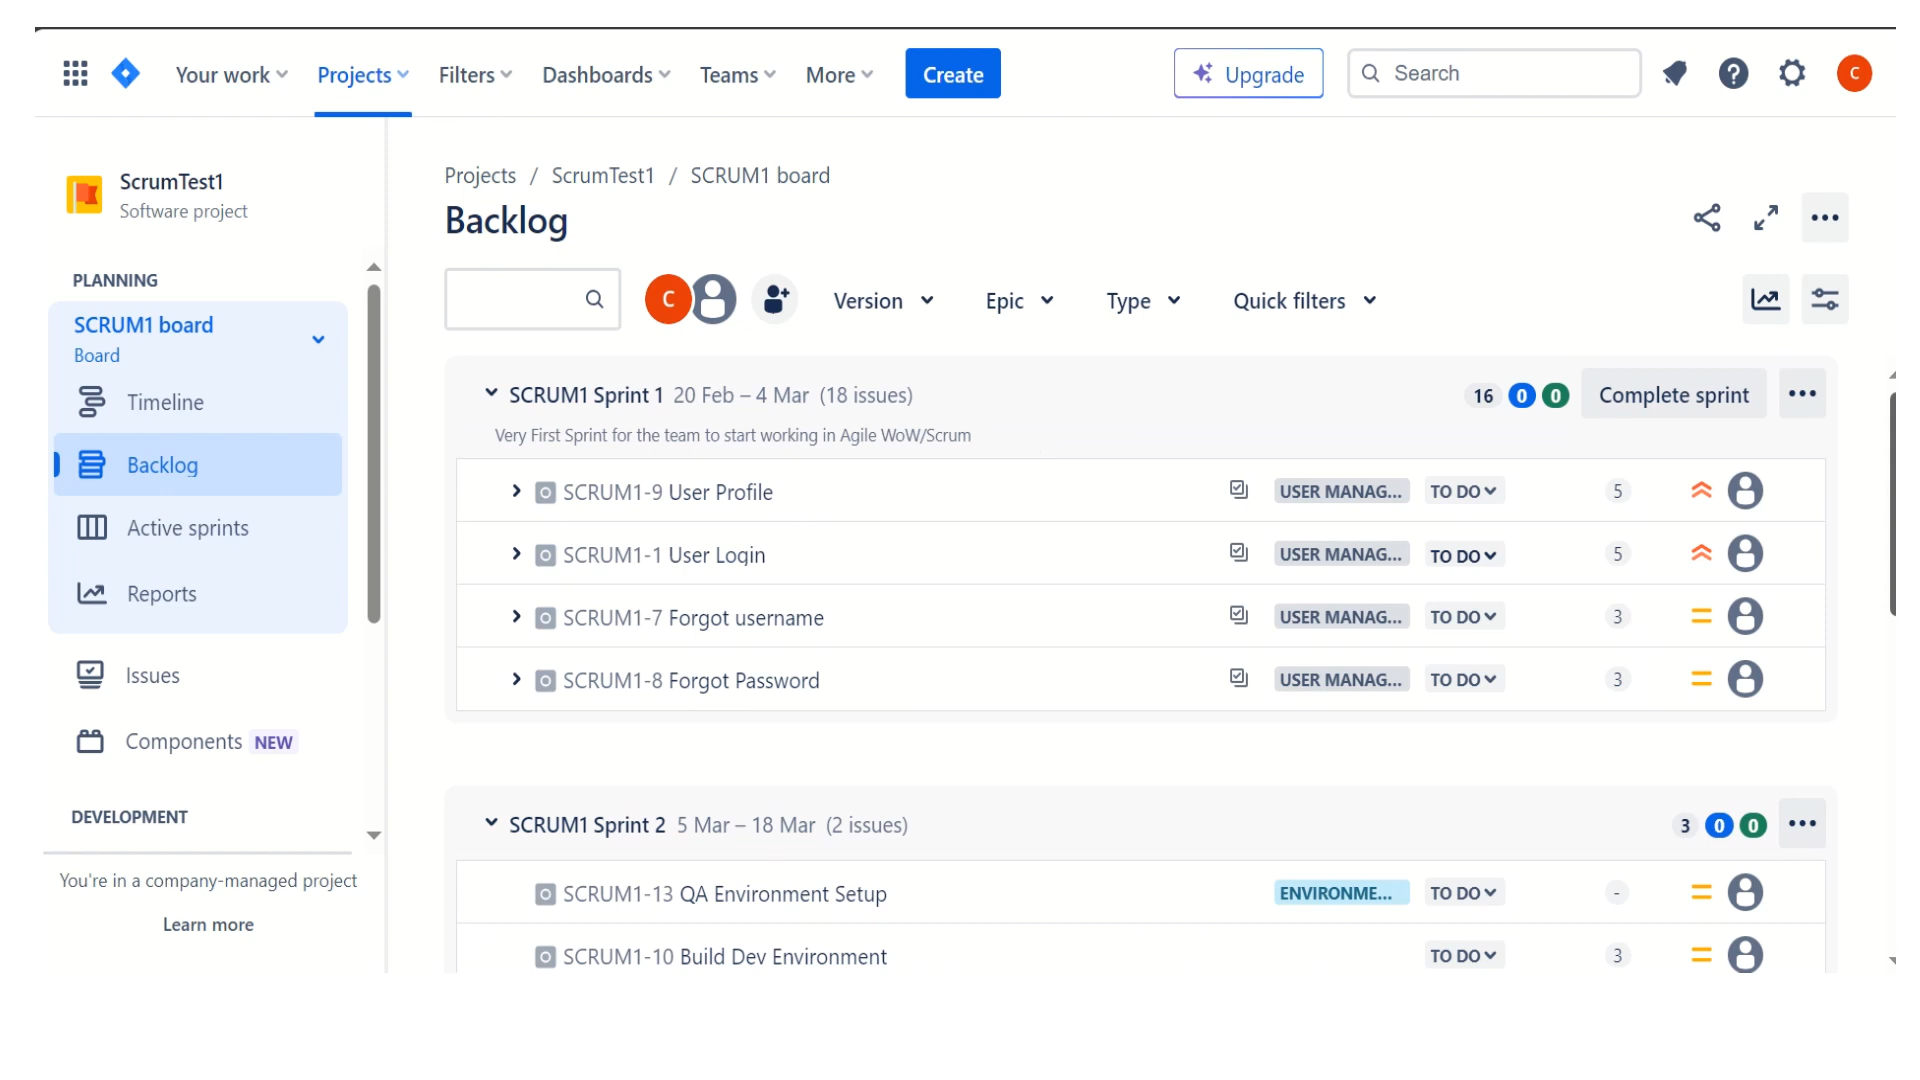 Your work Projects Filters Dashboards Teams More Create Upgrade Search C
ScrumTest1
Software project
PLANNING
SCRUM1 board
Board
Timeline
Backlog
Active sprints
Reports
Issues
Components NEW
DEVELOPMENT
You're in a company-managed project
Learn more
Projects / ScrumTest1 / SCRUM1 board
Backlog
C Version Epic Type Quick filters
SCRUM1 Sprint 1 20 Feb – 4 Mar (18 issues) 16 0 0 Complete sprint
Very First Sprint for the team to start working in Agile WoW/Scrum
SCRUM1-9 User Profile USER MANAG... TO DO 5
SCRUM1-1 User Login USER MANAG... TO DO 5
SCRUM1-7 Forgot username USER MANAG... TO DO 3
SCRUM1-8 Forgot Password USER MANAG... TO DO 3
SCRUM1 Sprint 2 5 Mar – 18 Mar (2 issues) 3 0 0
SCRUM1-13 QA Environment Setup ENVIRONME... TO DO -
SCRUM1-10 Build Dev Environment TO DO 3